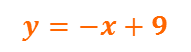 y = −x + 9